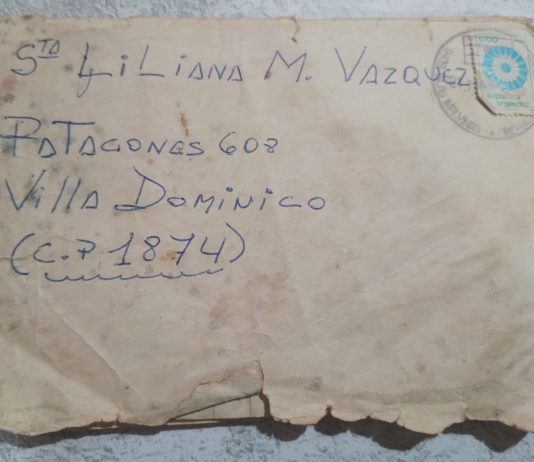 Sta Liliana M. Vazquez
Patagones 608
Villa Dominico
(C.P 1874)